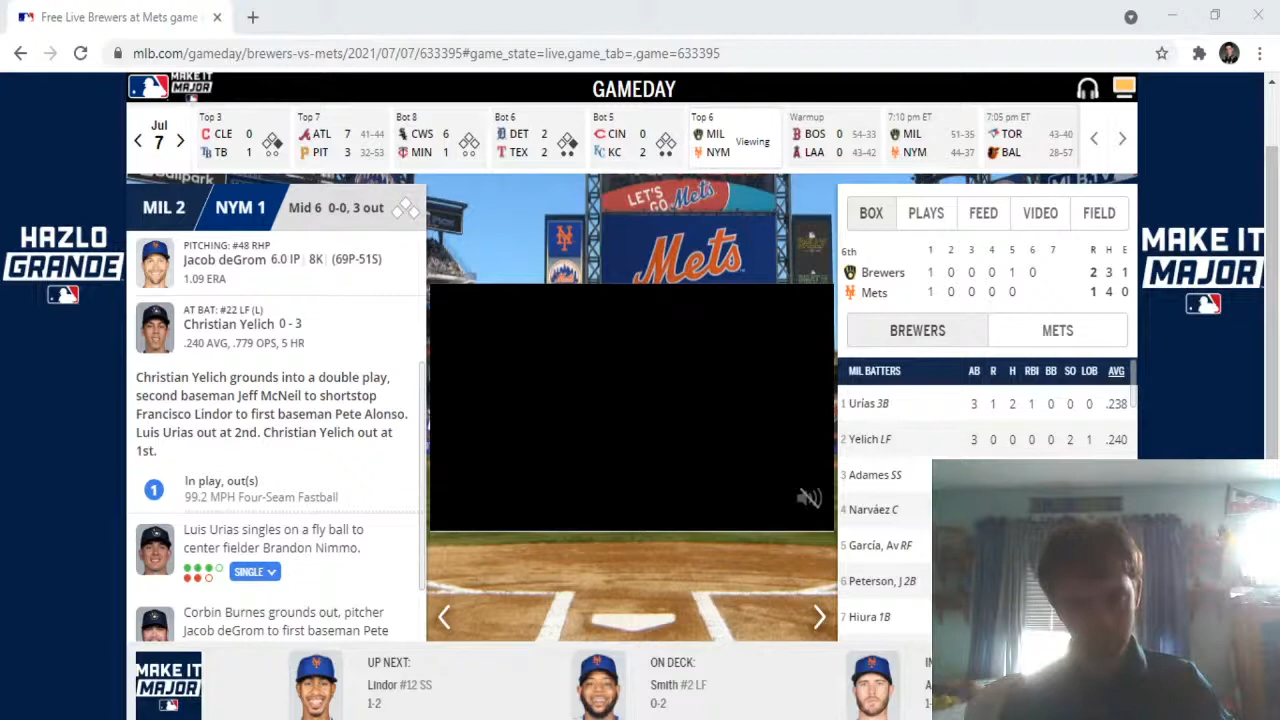 Free Live Brewers at Mets game
mlb.com/gameday/brewers-vs-mets/2021/07/07/633395#game_state=live,game_tab=,game=633395
MAKE IT
MAJOR
GAMEDAY
Jul
7
Top 3
CLE 0
TB 1
Top 7
ATL 7 41-44
PIT 3 32-53
Bot 8
CWS 6
MIN 1
Bot 6
DET 2
TEX 2
Bot 5
CIN 0
KC 2
Top 6
MIL
NYM
Viewing
Warmup
BOS 0 54-33
LAA 0 43-42
7:10 pm ET
MIL 51-35
NYM 44-37
7:05 pm ET
TOR 43-40
BAL 28-57
HAZLO
GRANDE
MIL 2 NYM 1 Mid 6 0-0, 3 out
PITCHING: #48 RHP
Jacob deGrom 6.0 IP | 8K | (69P-51S)
1.09 ERA
AT BAT: #22 LF (L)
Christian Yelich 0 - 3
.240 AVG, .779 OPS, 5 HR
Christian Yelich grounds into a double play,
second baseman Jeff McNeil to shortstop
Francisco Lindor to first baseman Pete Alonso.
Luis Urias out at 2nd. Christian Yelich out at
1st.
1
In play, out(s)
99.2 MPH Four-Seam Fastball
Luis Urias singles on a fly ball to
center fielder Brandon Nimmo.
SINGLE
Corbin Burnes grounds out, pitcher
Jacob deGrom to first baseman Pete
LET'S
GO Mets
Mets
BOX PLAYS FEED VIDEO FIELD
6th 1 2 3 4 5 6 7 R H E
Brewers 1 0 0 0 1 0 2 3 1
Mets 1 0 0 0 0 1 4 0
BREWERS METS
MIL BATTERS AB R H RBI BB SO LOB AVG
1 Urias 3B 3 1 2 1 0 0 0 .238
2 Yelich LF 3 0 0 0 0 2 1 .240
3 Adames SS
4 Narváez C
5 García, Av RF
6 Peterson, J 2B
7 Hiura 1B
MAKE IT
MAJOR
MAKE IT
MAJOR
UP NEXT:
Lindor #12 SS
1-2
ON DECK:
Smith #2 LF
0-2